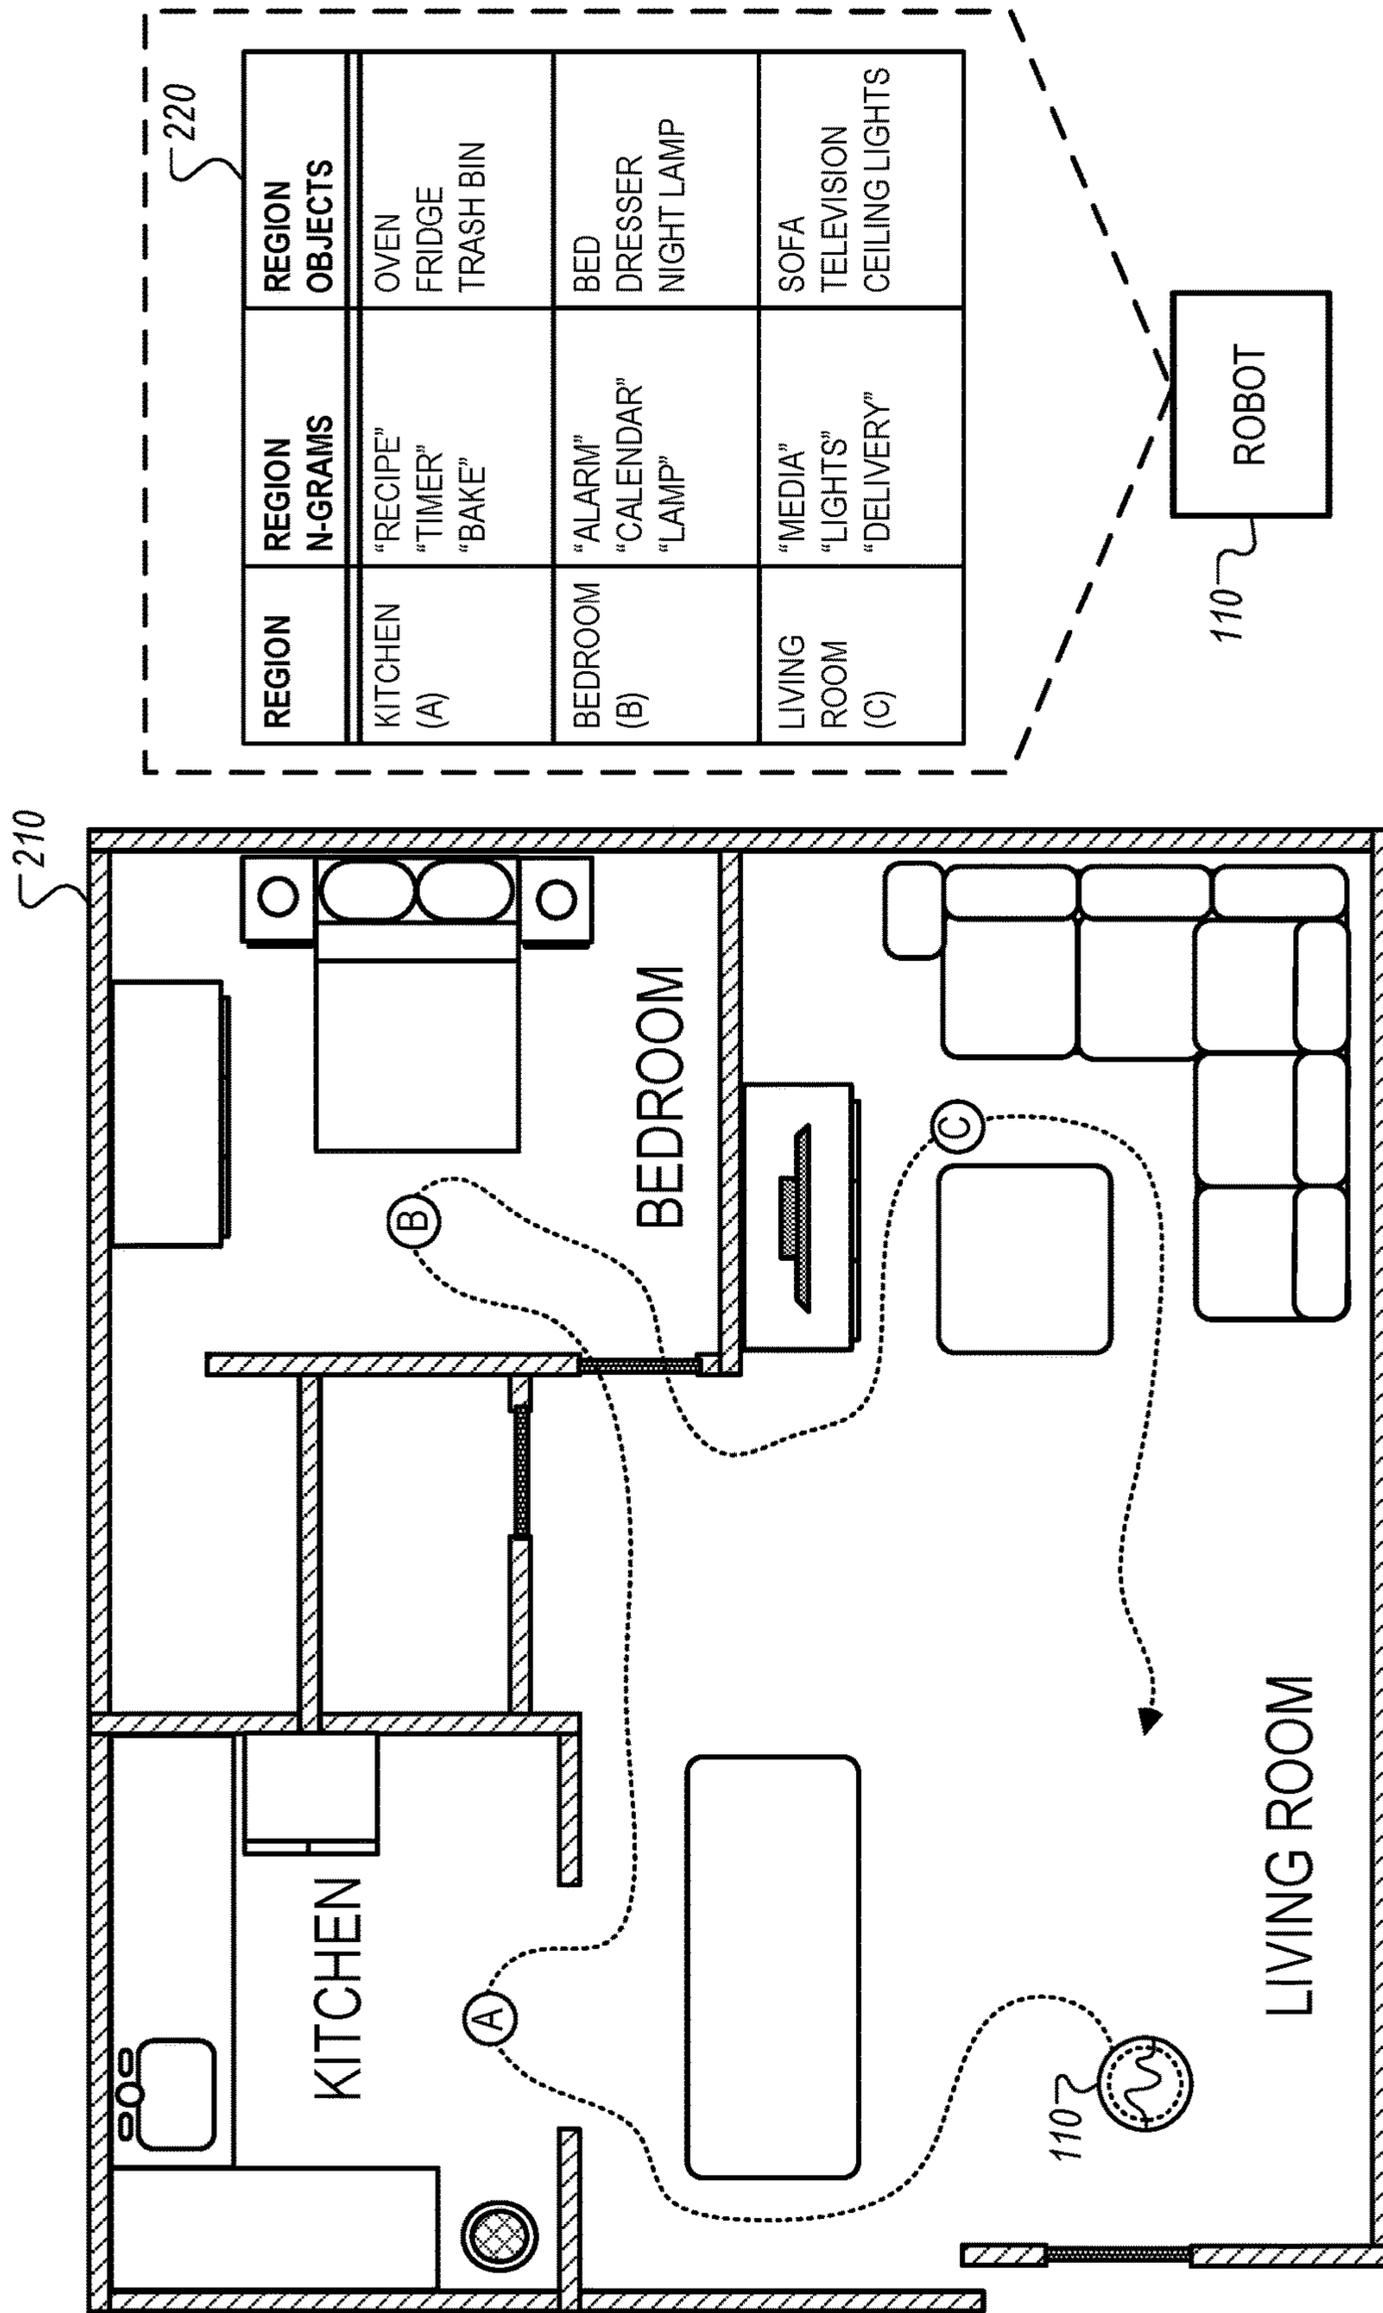 210
KITCHEN
A
BEDROOM
B
C
110
LIVING ROOM
220
REGION
REGION
N-GRAMS
REGION
OBJECTS
KITCHEN
(A)
“RECIPE”
“TIMER”
“BAKE”
OVEN
FRIDGE
TRASH BIN
BEDROOM
(B)
“ALARM”
“CALENDAR”
“LAMP”
BED
DRESSER
NIGHT LAMP
LIVING
ROOM
(C)
“MEDIA”
“LIGHTS”
“DELIVERY”
SOFA
TELEVISION
CEILING LIGHTS
110
ROBOT